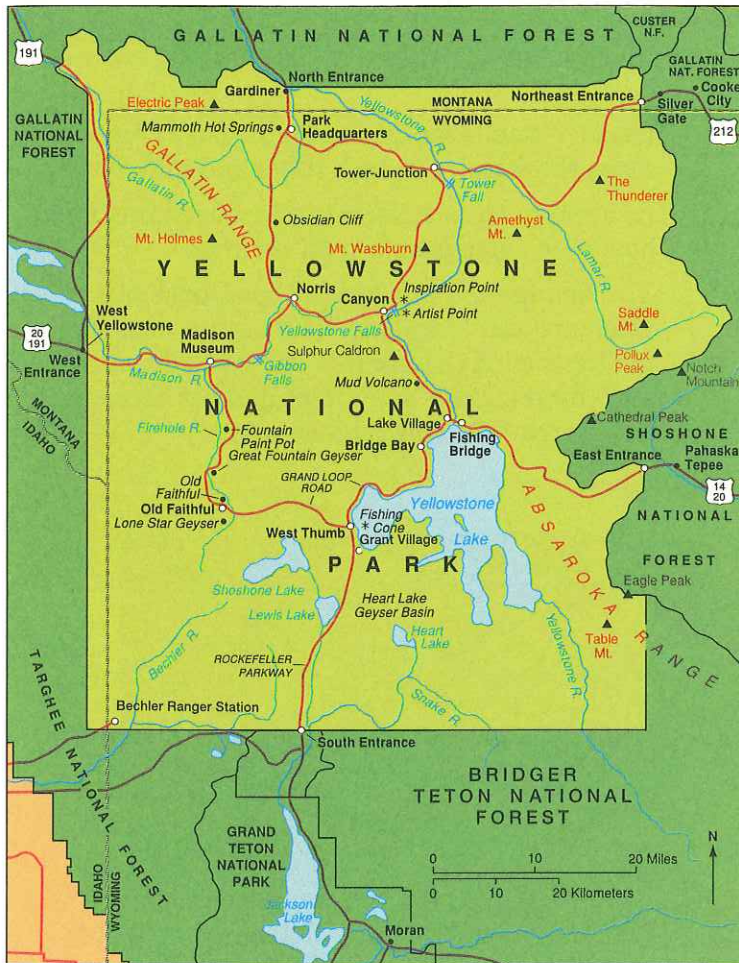 GALLATIN NATIONAL FOREST
CUSTER
N.F.
191
GALLATIN
NAT. FOREST
North Entrance
Gardiner
Cooke
City
Electric Peak
Northeast Entrance
Silver
Gate
212
MONTANA
WYOMING
Yellowstone R.
Mammoth Hot Springs
Park
Headquarters
GALLATIN
NATIONAL
FOREST
GALLATIN RANGE
Gallatin R.
Tower-Junction
Tower
Fall
The
Thunderer
Obsidian Cliff
Amethyst
Mt.
Mt. Holmes
Mt. Washburn
Lamar R.
YELLOWSTONE
Inspiration Point
Norris
Canyon
Artist Point
Saddle
Mt.
West
Yellowstone
Yellowstone Falls
20
191
Madison
Museum
Sulphur Caldron
Pollux
Peak
West Entrance
Gibbon
Falls
Notch
Mountain
Madison R.
Mud Volcano
MONTANA
IDAHO
NATIONAL
Lake Village
Cathedral Peak
Firehole R.
Fountain
Paint Pot
Fishing
Bridge
SHOSHONE
Bridge Bay
Great Fountain Geyser
East Entrance
Pahaska
Tepee
GRAND LOOP
ROAD
Old
Faithful
14
20
Yellowstone
Lake
Old Faithful
Fishing
Cone
NATIONAL
Lone Star Geyser
West Thumb
Grant Village
ABSAROKA RANGE
PARK
FOREST
Shoshone Lake
Eagle Peak
Lewis Lake
Heart Lake
Geyser Basin
Heart
Lake
Table
Mt.
Yellowstone R.
Bechler R.
ROCKEFELLER
PARKWAY
Snake R.
TARGHEE NATIONAL FOREST
Bechler Ranger Station
South Entrance
BRIDGER
TETON NATIONAL
FOREST
N
GRAND
TETON
NATIONAL
PARK
0 10 20 Miles
0 10 20 Kilometers
IDAHO
WYOMING
Jackson
Lake
Moran